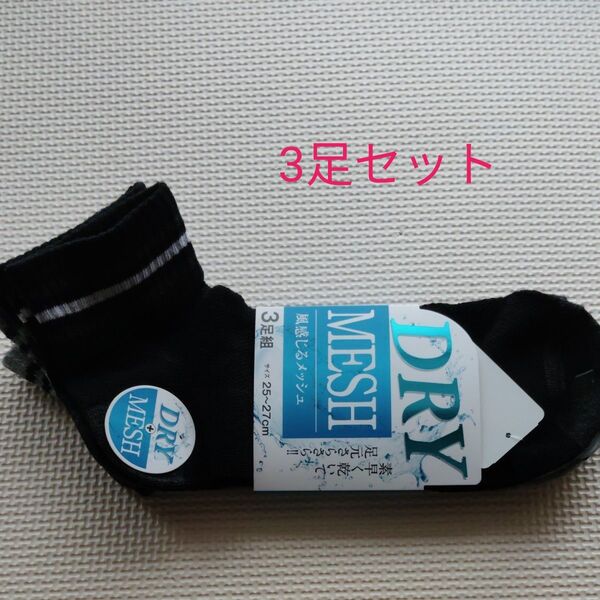 3足セット
DRY
MESH
風感じるメッシュ
3足組
サイズ 25~27cm
素早く乾いて
足元さらさら!!
DRY
+
MESH